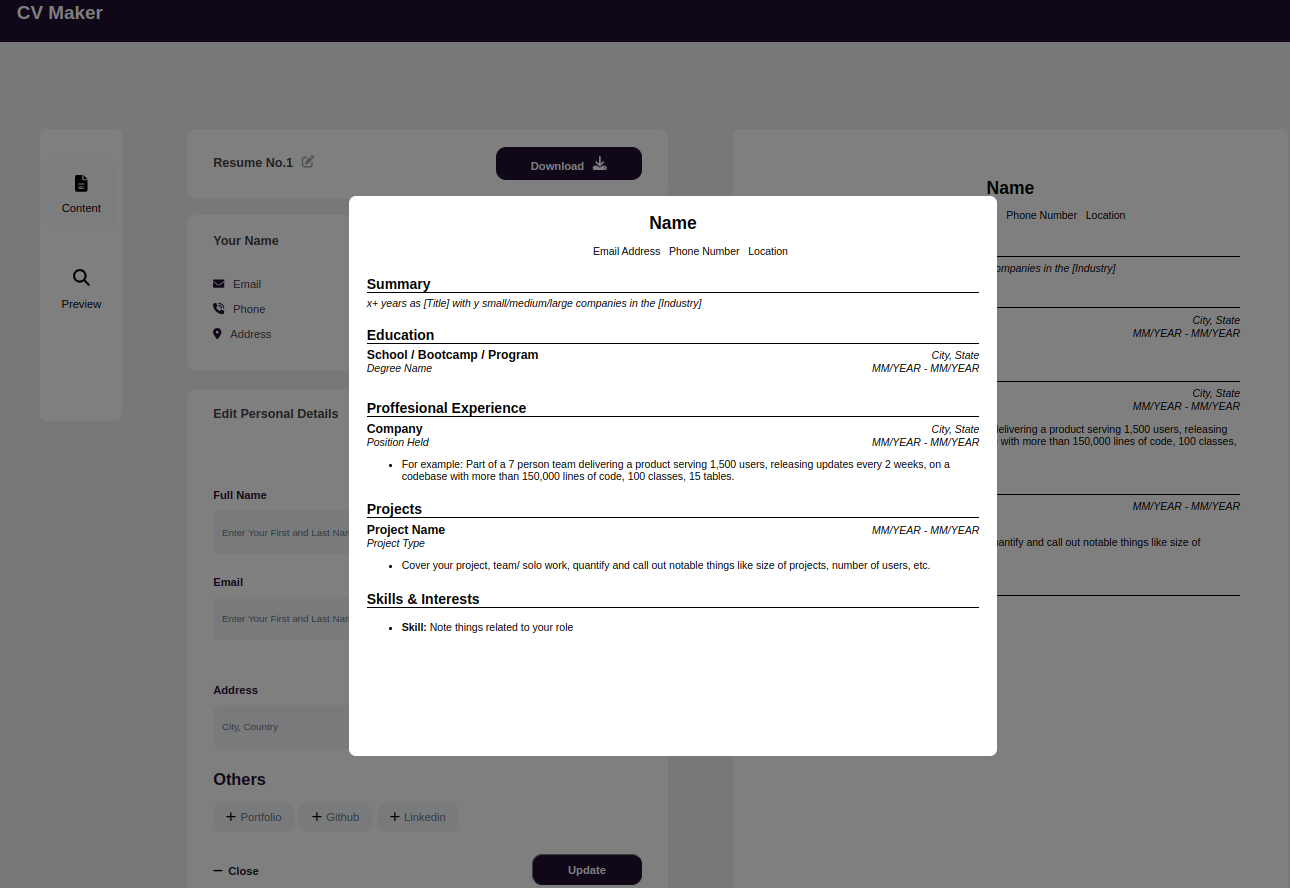 CV Maker
Content
Preview
Resume No.1
Download
Your Name
Email
Phone
Address
Edit Personal Details
Full Name
Enter Your First and Last
Email
Enter Your First and Last
Address
City, Country
Others
Portfolio Github Linkedin
Close
Update
Name
Email Address Phone Number Location
Summary
x+ years as [Title] with y small/medium/large companies in the [Industry]
Education
School / Bootcamp / Program City, State
Degree Name MM/YEAR - MM/YEAR
Proffesional Experience
Company City, State
Position Held MM/YEAR - MM/YEAR
• For example: Part of a 7 person team delivering a product serving 1,500 users, releasing updates every 2 weeks, on a
codebase with more than 150,000 lines of code, 100 classes, 15 tables.
Projects
Project Name MM/YEAR - MM/YEAR
Project Type
• Cover your project, team/ solo work, quantify and call out notable things like size of projects, number of users, etc.
Skills & Interests
• Skill: Note things related to your role
Name
Phone Number Location
in the [Industry]
City, State
MM/YEAR - MM/YEAR
City, State
MM/YEAR - MM/YEAR
a product serving 1,500 users, releasing
with more than 150,000 lines of code, 100 classes,
MM/YEAR - MM/YEAR
and call out notable things like size of